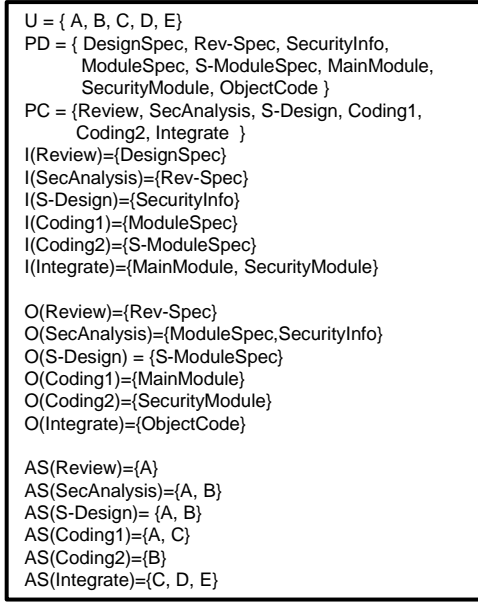 U = { A, B, C, D, E}
PD = { DesignSpec, Rev-Spec, SecurityInfo,
ModuleSpec, S-ModuleSpec, MainModule,
SecurityModule, ObjectCode }
PC = {Review, SecAnalysis, S-Design, Coding1,
Coding2, Integrate  }
I(Review)={DesignSpec}
I(SecAnalysis)={Rev-Spec}
I(S-Design)={SecurityInfo}
I(Coding1)={ModuleSpec}
I(Coding2)={S-ModuleSpec}
I(Integrate)={MainModule, SecurityModule}
O(Review)={Rev-Spec}
O(SecAnalysis)={ModuleSpec,SecurityInfo}
O(S-Design) = {S-ModuleSpec}
O(Coding1)={MainModule}
O(Coding2)={SecurityModule}
O(Integrate)={ObjectCode}
AS(Review)={A}
AS(SecAnalysis)={A, B}
AS(S-Design)= {A, B}
AS(Coding1)={A, C}
AS(Coding2)={B}
AS(Integrate)={C, D, E}